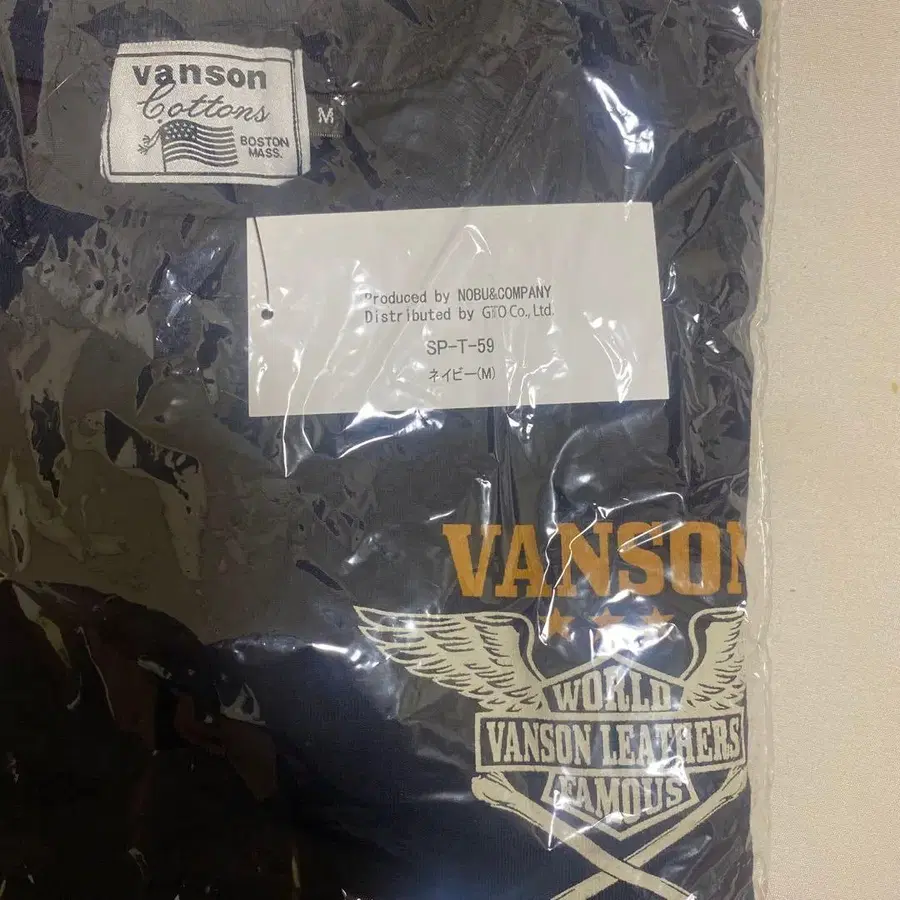 vanson
Cottons
BOSTON
MASS.
M
Produced by NOBU&COMPANY
Distributed by GTO Co., Ltd.
SP-T-59
ネイビー(M)
VANSON
WORLD
VANSON LEATHERS
FAMOUS